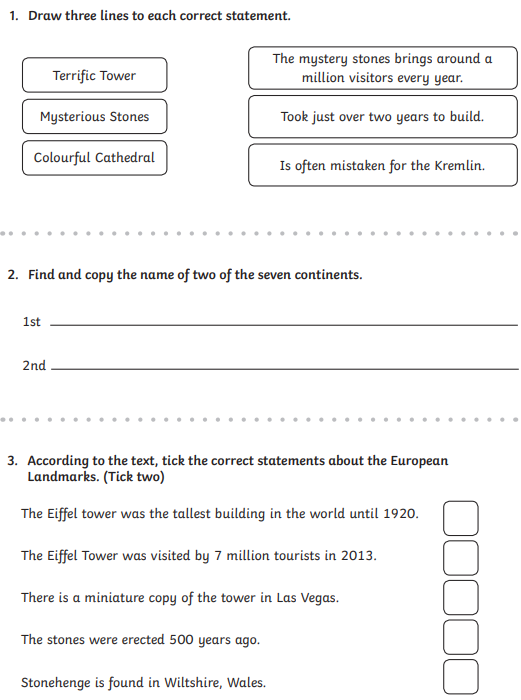 1. Draw three lines to each correct statement.
Terrific Tower
Mysterious Stones
Colourful Cathedral
The mystery stones brings around a
million visitors every year.
Took just over two years to build.
Is often mistaken for the Kremlin.
2. Find and copy the name of two of the seven continents.
1st
2nd
3. According to the text, tick the correct statements about the European
Landmarks. (Tick two)
The Eiffel tower was the tallest building in the world until 1920.
The Eiffel Tower was visited by 7 million tourists in 2013.
There is a miniature copy of the tower in Las Vegas.
The stones were erected 500 years ago.
Stonehenge is found in Wiltshire, Wales.